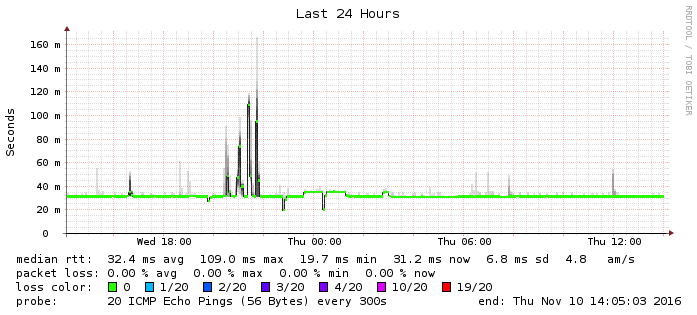 Last 24 Hours
RRDTOOL / TOBI OETIKER
Seconds
160 m
140 m
120 m
100 m
80 m
60 m
40 m
20 m
0
Wed 18:00 Thu 00:00 Thu 06:00 Thu 12:00
median rtt: 32.4 ms avg 109.0 ms max 19.7 ms min 31.2 ms now 6.8 ms sd 4.8 am/s
packet loss: 0.00 % avg 0.00 % max 0.00 % min 0.00 % now
loss color: 0 1/20 2/20 3/20 4/20 10/20 19/20
probe: 20 ICMP Echo Pings (56 Bytes) every 300s end: Thu Nov 10 14:05:03 2016